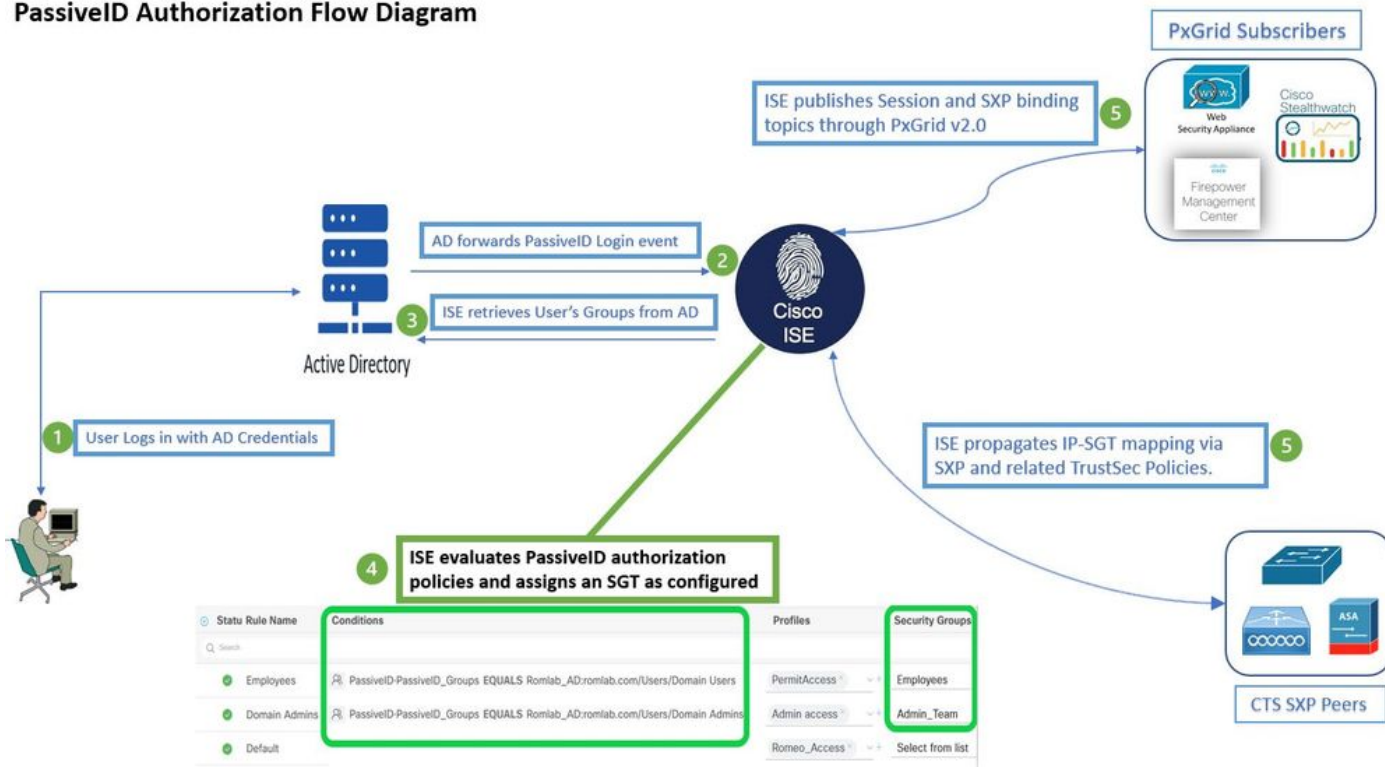 PassiveID Authorization Flow Diagram
PxGrid Subscribers
ISE publishes Session and SXP binding
topics through PxGrid v2.0
5
www.
Web
Security Appliance
Cisco
Stealthwatch
cisco
Firepower
Management
Center
AD forwards PassiveID Login event
2
ISE retrieves User's Groups from AD
3
Cisco
ISE
Active Directory
1
User Logs in with AD Credentials
ISE propagates IP-SGT mapping via
SXP and related TrustSec Policies.
5
4
ISE evaluates PassiveID authorization
policies and assigns an SGT as configured
ASA
CTS SXP Peers
Statu Rule Name Conditions Profiles Security Groups
Search
Employees PassiveID·PassiveID_Groups EQUALS Romlab_AD:romlab.com/Users/Domain Users PermitAccess Employees
Domain Admins PassiveID·PassiveID_Groups EQUALS Romlab_AD:romlab.com/Users/Domain Admins Admin access Admin_Team
Default Romeo_Access Select from list